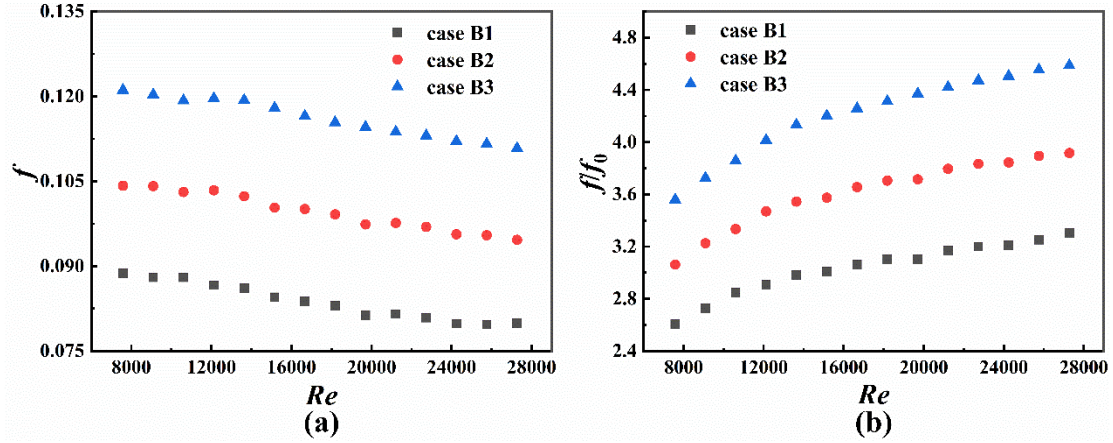 0.135
0.120
0.105
0.090
0.075
f
case B1
case B2
case B3
8000
12000
16000
20000
24000
28000
Re
(a)
4.8
4.4
4.0
3.6
3.2
2.8
2.4
f/f₀
case B1
case B2
case B3
8000
12000
16000
20000
24000
28000
Re
(b)